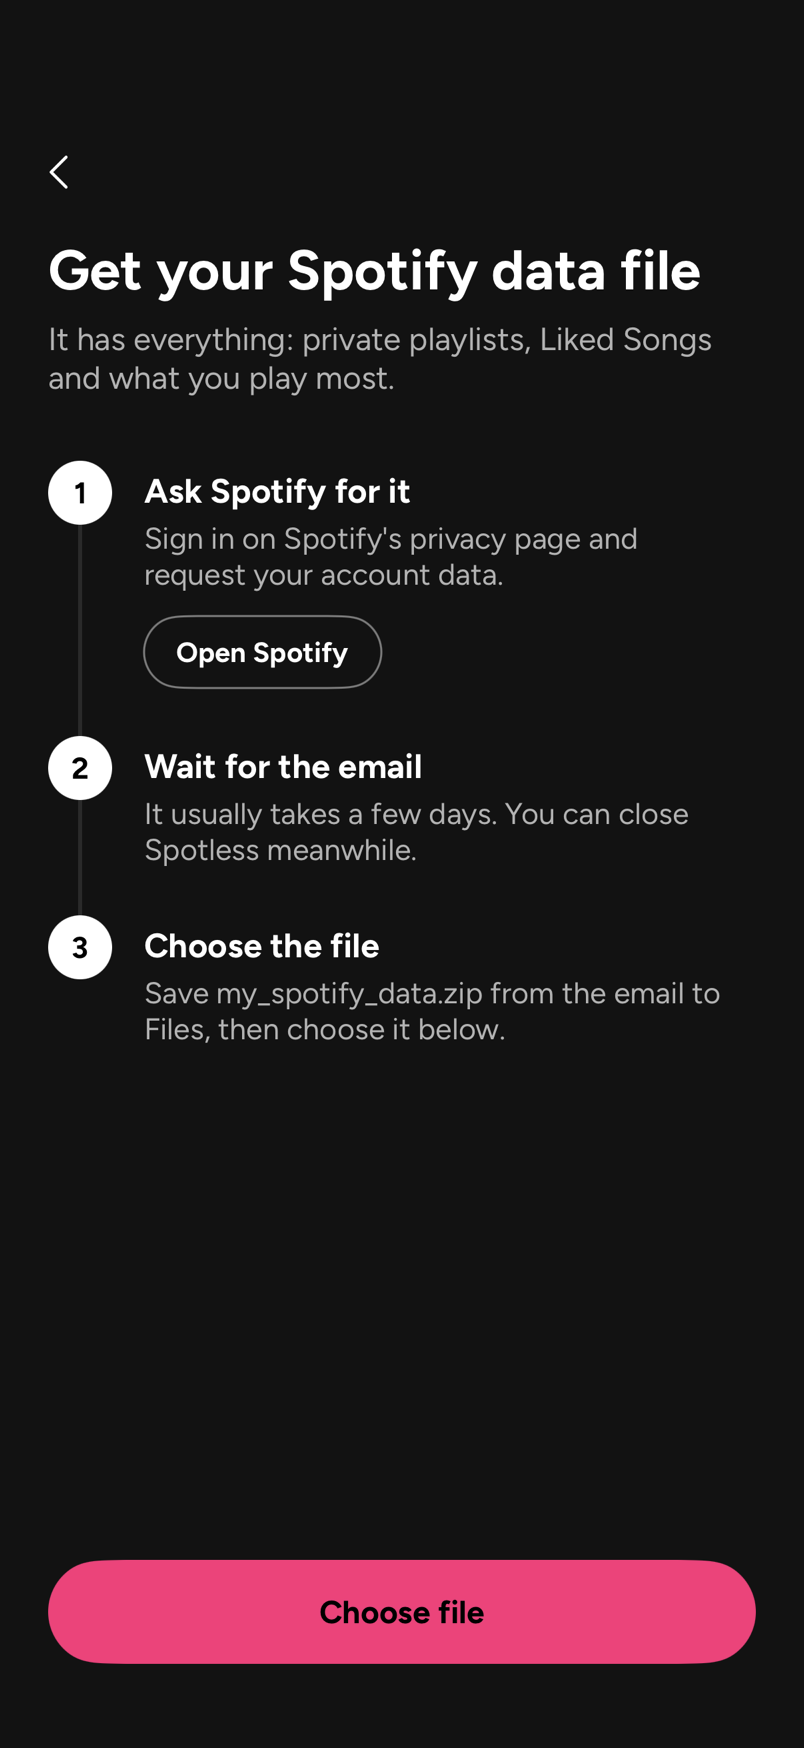 Get your Spotify data file
It has everything: private playlists, Liked Songs
and what you play most.
1
Ask Spotify for it
Sign in on Spotify's privacy page and
request your account data.
Open Spotify
2
Wait for the email
It usually takes a few days. You can close
Spotless meanwhile.
3
Choose the file
Save my_spotify_data.zip from the email to
Files, then choose it below.
Choose file